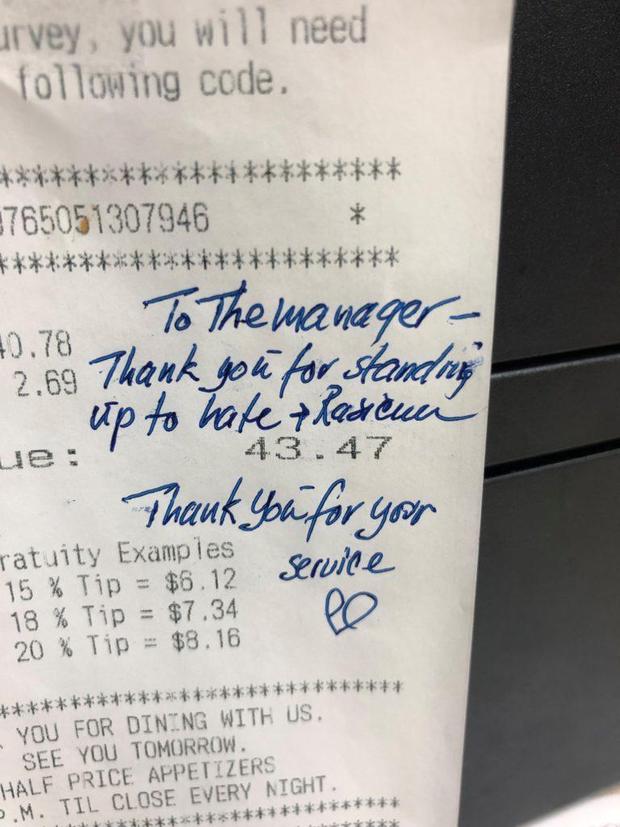 urvey, you will need
following code.
************************
765051307946 *
************************
To The manager –
40.78
Thank you for standing
2.69
up to hate + Racism
ue: 43.47
Thank you for your
service
ratuity Examples
15 % Tip = $6.12
18 % Tip = $7.34
20 % Tip = $8.16
************************
YOU FOR DINING WITH US.
SEE YOU TOMORROW.
HALF PRICE APPETIZERS
P.M. TIL CLOSE EVERY NIGHT.
************************